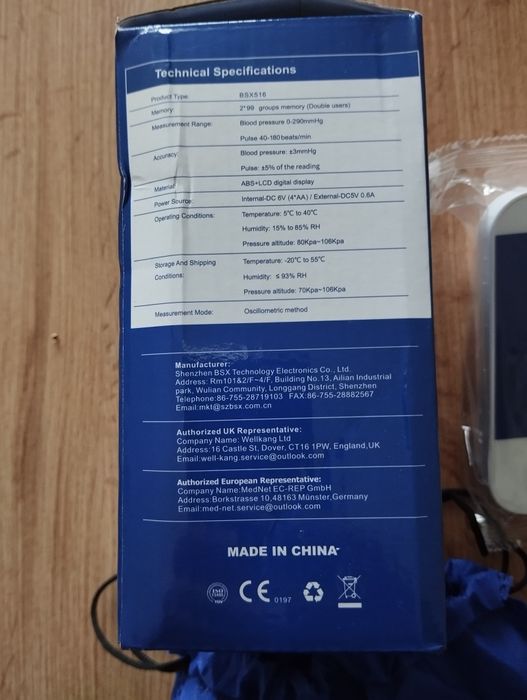 Technical Specifications
Product Type: BSX516
Memory: 2*99 groups memory (Double users)
Measurement Range: Blood pressure 0-290mmHg
Pulse 40-180beats/min
Accuracy: Blood pressure: ±3mmHg
Pulse: ±5% of the reading
Material: ABS+LCD digital display
Power Source: Internal-DC 6V (4*AA) / External-DC5V 0.6A
Operating Conditions: Temperature: 5℃ to 40℃
Humidity: 15% to 85% RH
Pressure altitude: 80Kpa~106Kpa
Storage And Shipping Temperature: -20℃ to 55℃
Conditions: Humidity: ≤ 93% RH
Pressure altitude: 70Kpa~106Kpa
Measurement Mode: Oscillometric method
Manufacturer:
Shenzhen BSX Technology Electronics Co., Ltd.
Address: Rm101&2/F~4/F, Building No.13, Ailian Industrial
park, Wulian Community, Longgang District, Shenzhen
Telephone:86-755-28719103 FAX:86-755-28882567
Email:mkt@szbsx.com.cn
Authorized UK Representative:
Company Name: Wellkang Ltd
Address:16 Castle St, Dover, CT16 1PW, England,UK
Email:well-kang.service@outlook.com
Authorized European Representative:
Company Name:MedNet EC-REP GmbH
Address:Borkstrasse 10,48163 Münster,Germany
Email:med-net.service@outlook.com
MADE IN CHINA
ISO CE 0197